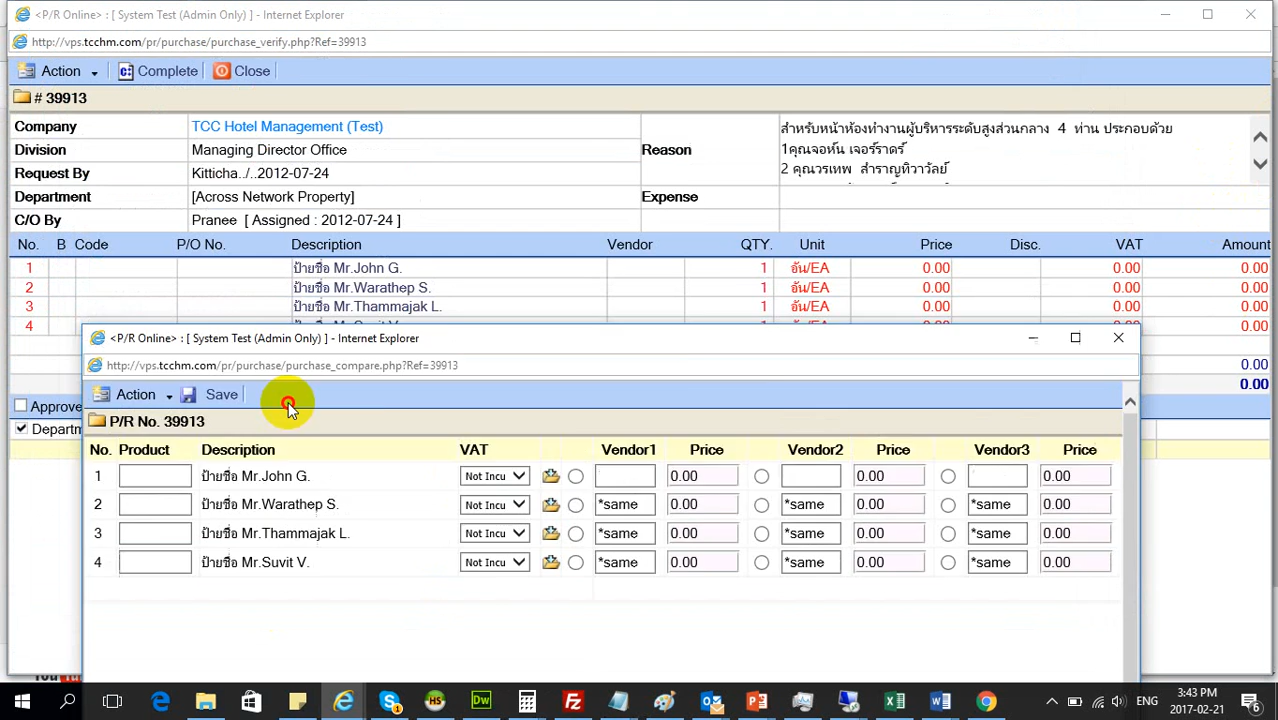 <P/R Online> : [ System Test (Admin Only) ] - Internet Explorer
http://vps.tcchm.com/pr/purchase/purchase_verify.php?Ref=39913
Action Complete Close
# 39913
Company TCC Hotel Management (Test)
Division Managing Director Office
Request By Kitticha../..2012-07-24
Department [Across Network Property]
C/O By Pranee [ Assigned : 2012-07-24 ]
Reason สำหรับหน้าห้องทำงานผู้บริหารระดับสูงส่วนกลาง 4 ท่าน ประกอบด้วย
1คุณจอห์น เจอร์ราดร์
2 คุณวรเทพ สำราญทิวาวัลย์
Expense
No. B Code P/O No. Description Vendor QTY. Unit Price Disc. VAT Amount
1 ป้ายชื่อ Mr.John G. 1 อัน/EA 0.00 0.00 0.00
2 ป้ายชื่อ Mr.Warathep S. 1 อัน/EA 0.00 0.00 0.00
3 ป้ายชื่อ Mr.Thammajak L. 1 อัน/EA 0.00 0.00 0.00
4
0.00
0.00
Approve
Departm
<P/R Online> : [ System Test (Admin Only) ] - Internet Explorer
http://vps.tcchm.com/pr/purchase/purchase_compare.php?Ref=39913
Action Save
P/R No. 39913
No. Product Description VAT Vendor1 Price Vendor2 Price Vendor3 Price
1 ป้ายชื่อ Mr.John G. Not Incu 0.00 0.00 0.00
2 ป้ายชื่อ Mr.Warathep S. Not Incu *same 0.00 *same 0.00 *same 0.00
3 ป้ายชื่อ Mr.Thammajak L. Not Incu *same 0.00 *same 0.00 *same 0.00
4 ป้ายชื่อ Mr.Suvit V. Not Incu *same 0.00 *same 0.00 *same 0.00
ENG 3:43 PM
2017-02-21